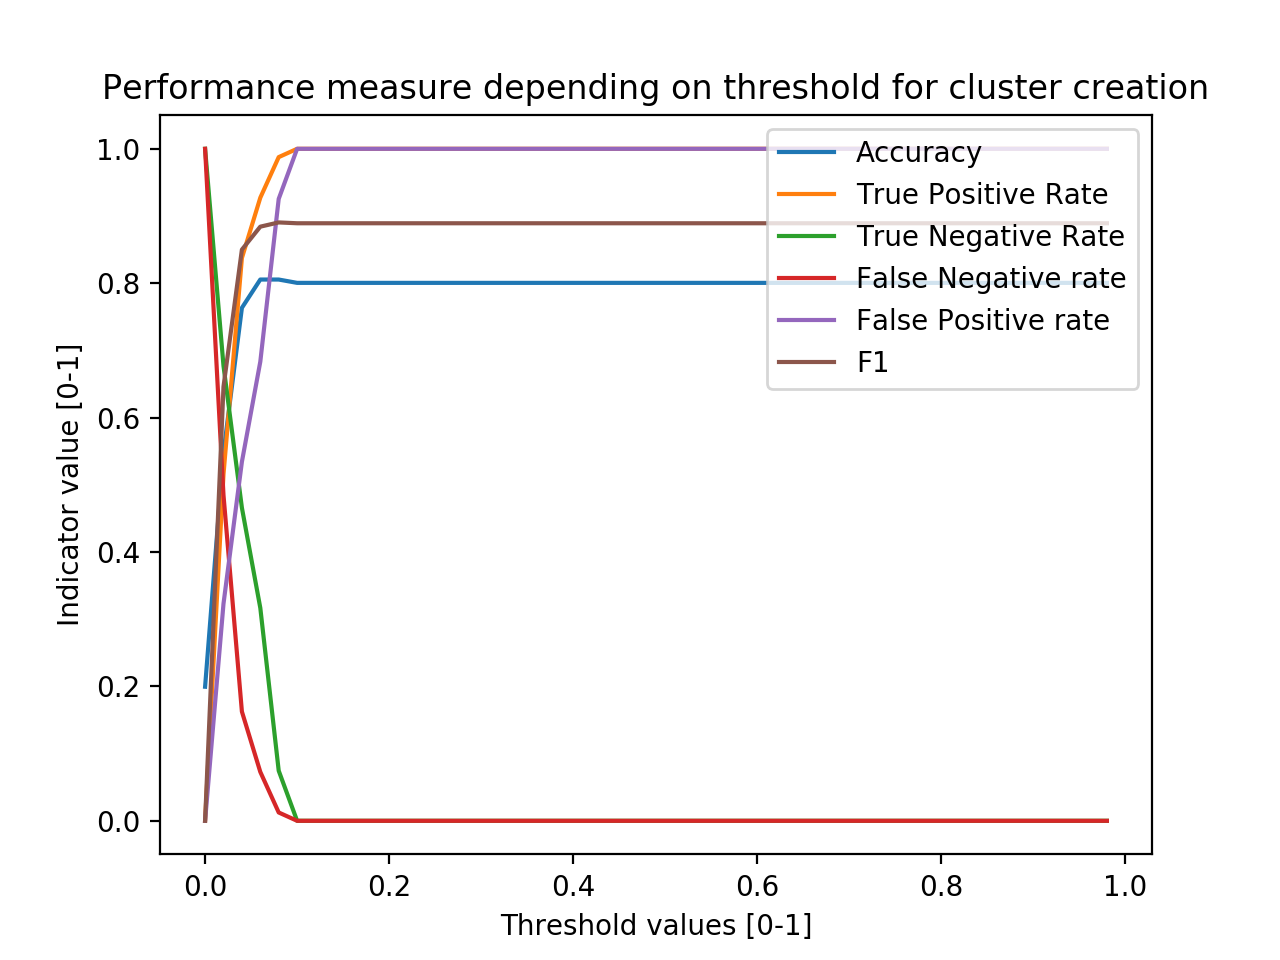 Performance measure depending on threshold for cluster creation
1.0
0.8
0.6
0.4
0.2
0.0
Indicator value [0-1]
Accuracy
True Positive Rate
True Negative Rate
False Negative rate
False Positive rate
F1
0.0 0.2 0.4 0.6 0.8 1.0
Threshold values [0-1]